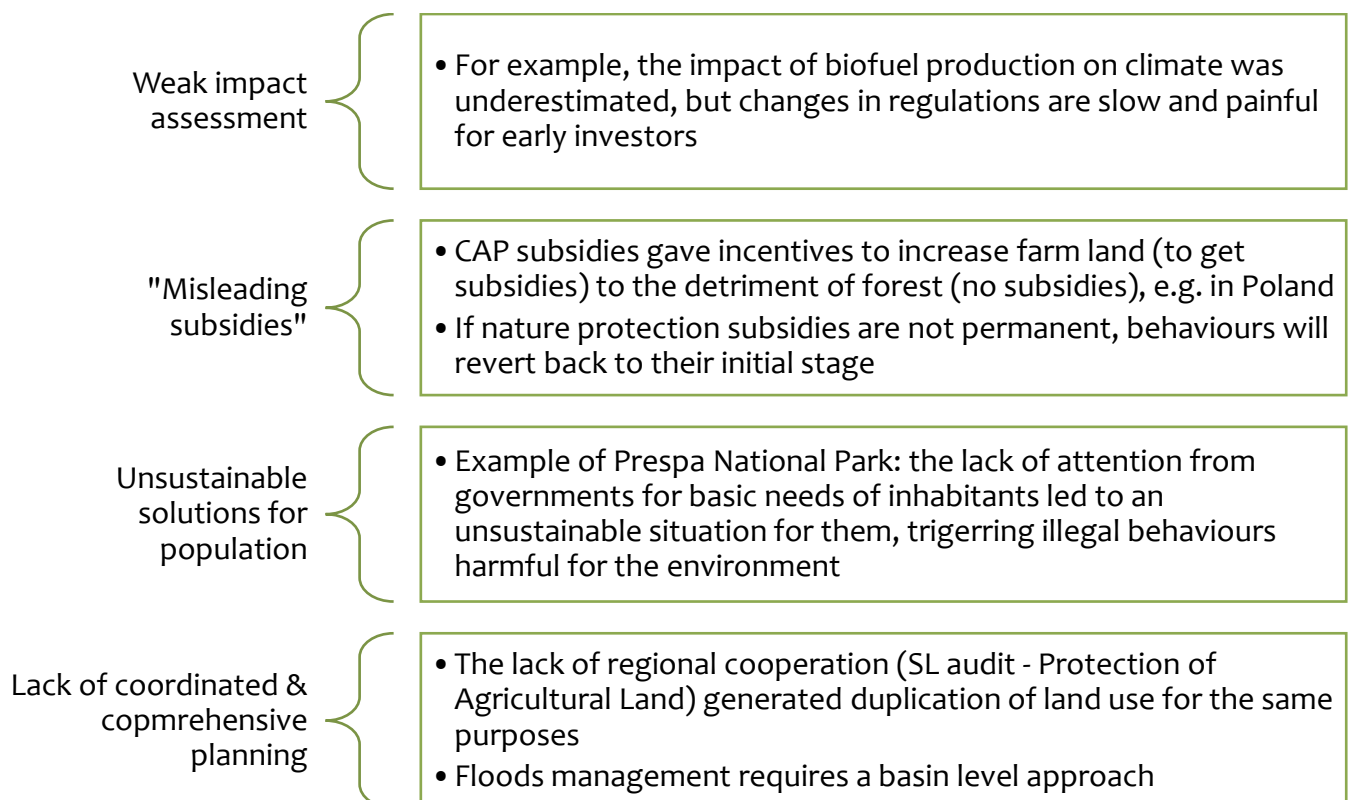 Weak impact
assessment
• For example, the impact of biofuel production on climate was
underestimated, but changes in regulations are slow and painful
for early investors
"Misleading
subsidies"
• CAP subsidies gave incentives to increase farm land (to get
subsidies) to the detriment of forest (no subsidies), e.g. in Poland
• If nature protection subsidies are not permanent, behaviours will
revert back to their initial stage
Unsustainable
solutions for
population
• Example of Prespa National Park: the lack of attention from
governments for basic needs of inhabitants led to an
unsustainable situation for them, trigerring illegal behaviours
harmful for the environment
Lack of coordinated &
copmrehensive
planning
• The lack of regional cooperation (SL audit - Protection of
Agricultural Land) generated duplication of land use for the same
purposes
• Floods management requires a basin level approach